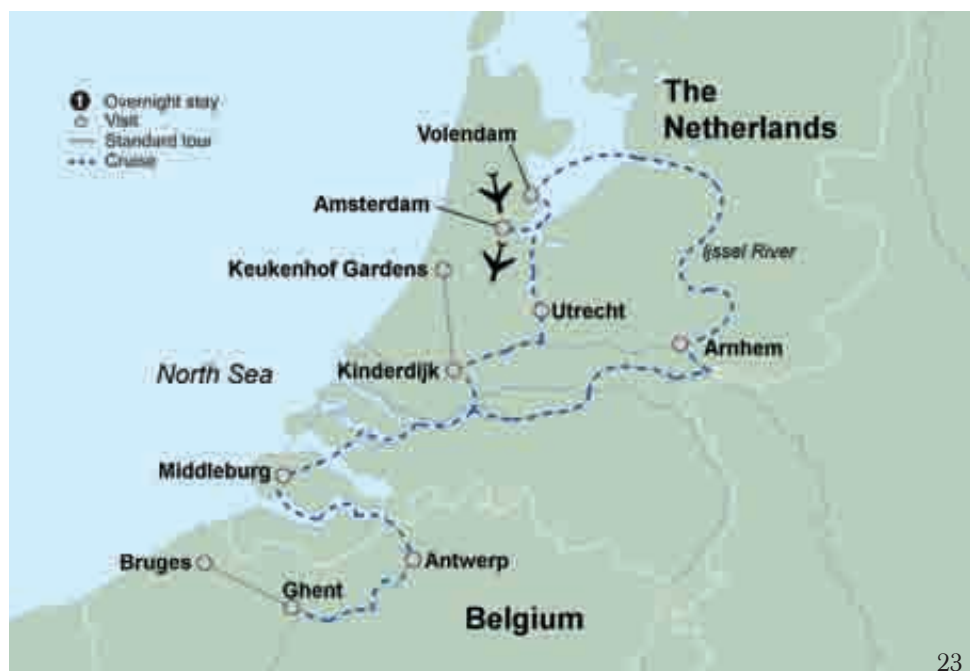 Overnight stay
Visit
Standard tour
Cruise
The
Netherlands
Volendam
Amsterdam
Keukenhof Gardens
Ijssel River
Utrecht
Arnhem
Kinderdijk
North Sea
Middleburg
Bruges
Antwerp
Ghent
Belgium
23